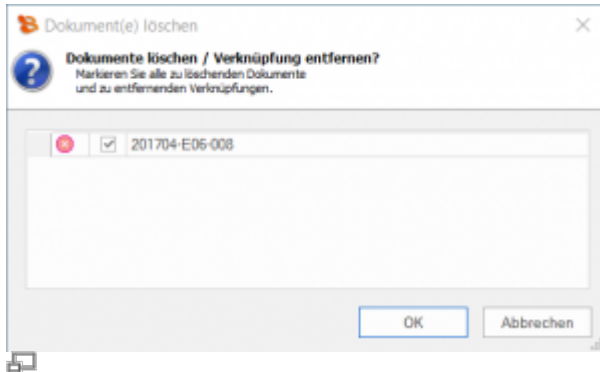 Dokument(e) löschen
Dokumente löschen / Verknüpfung entfernen?
Markieren Sie alle zu löschenden Dokumente
und zu entfernenden Verknüpfungen.
201704-E06-008
OK
Abbrechen